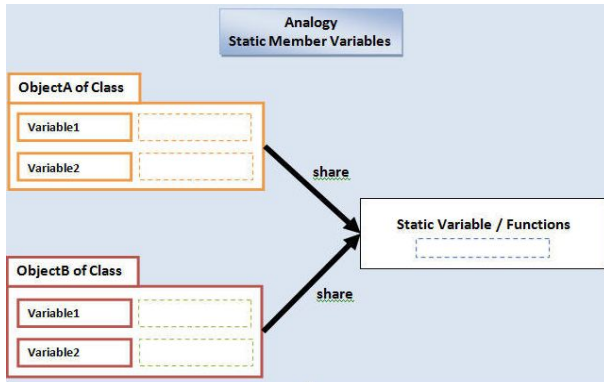 Analogy
Static Member Variables
ObjectA of Class
Variable1
Variable2
share
Static Variable / Functions
ObjectB of Class
share
Variable1
Variable2